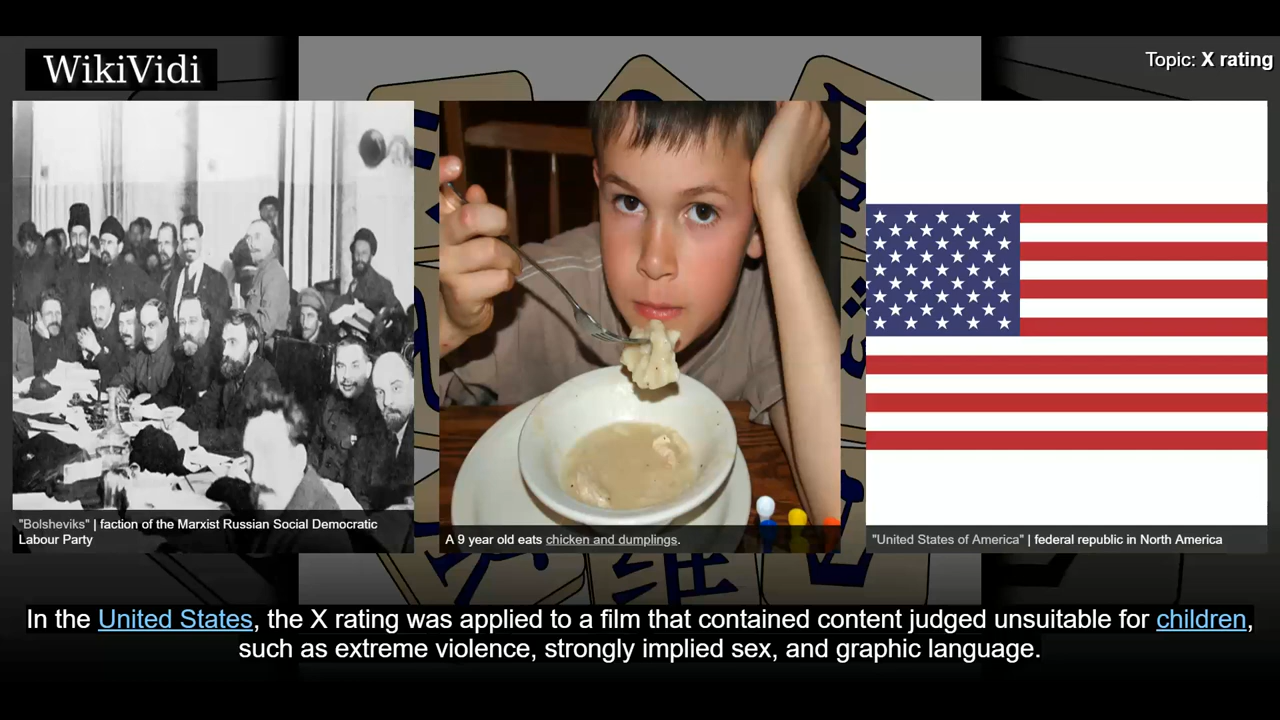 WikiVidi
Topic: X rating
"Bolsheviks" | faction of the Marxist Russian Social Democratic
Labour Party
A 9 year old eats chicken and dumplings.
"United States of America" | federal republic in North America
维
In the United States, the X rating was applied to a film that contained content judged unsuitable for children,
such as extreme violence, strongly implied sex, and graphic language.